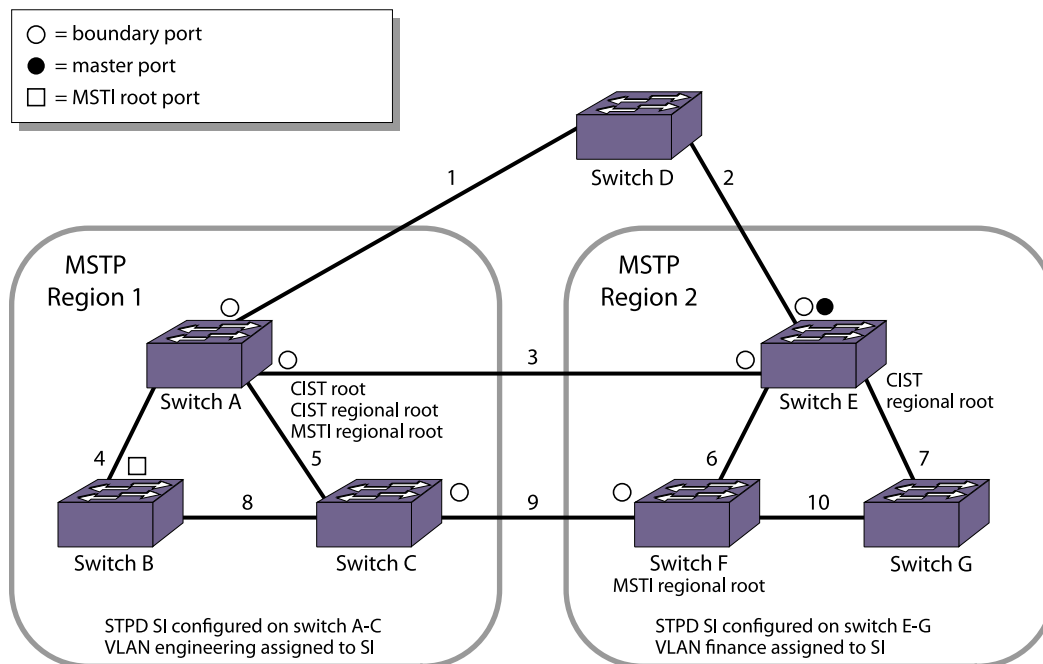 = boundary port
= master port
= MSTI root port
Switch D
1
2
MSTP
Region 1
MSTP
Region 2
3
Switch A
CIST root
CIST regional root
MSTI regional root
Switch E
CIST
regional root
4
5
6
7
8
9
10
Switch B
Switch C
Switch F
MSTI regional root
Switch G
STPD SI configured on switch A-C
VLAN engineering assigned to SI
STPD SI configured on switch E-G
VLAN finance assigned to SI